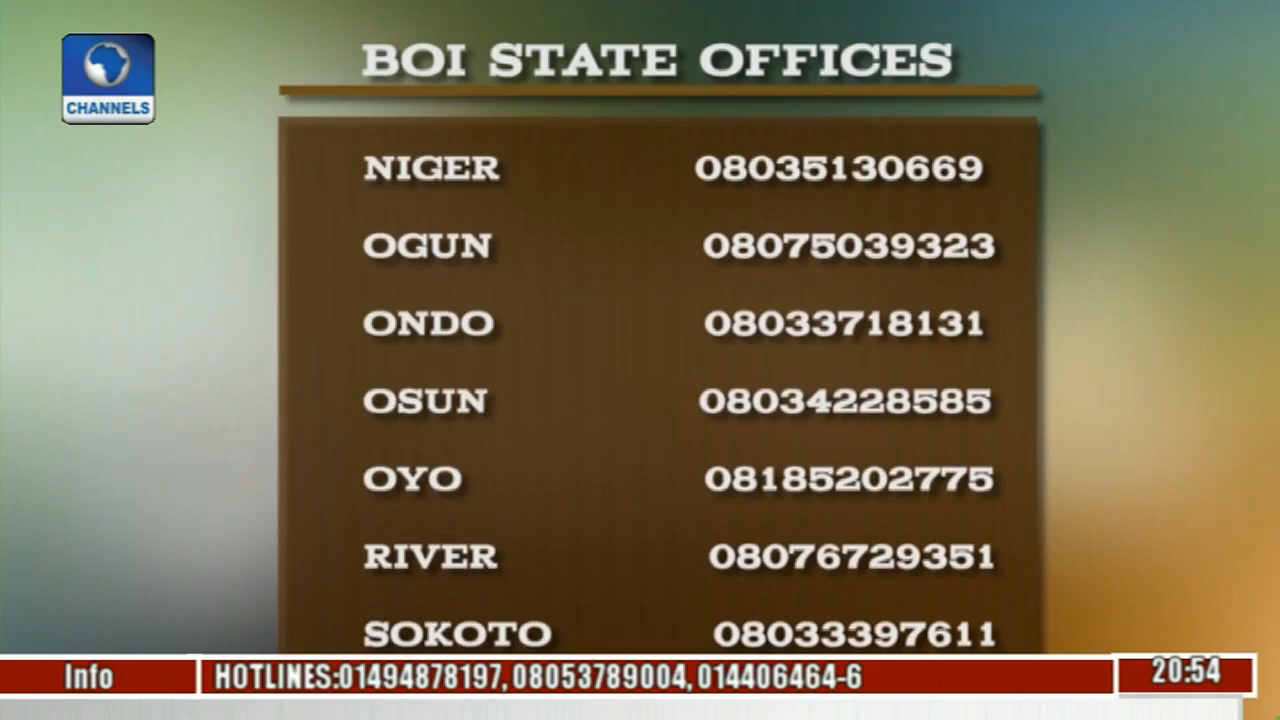 BOI STATE OFFICES
CHANNELS
NIGER 08035130669
OGUN 08075039323
ONDO 08033718131
OSUN 08034228585
OYO 08185202775
RIVER 08076729351
SOKOTO 08033397611
Info HOTLINES:01494878197, 08053789004, 014406464-6 20:54